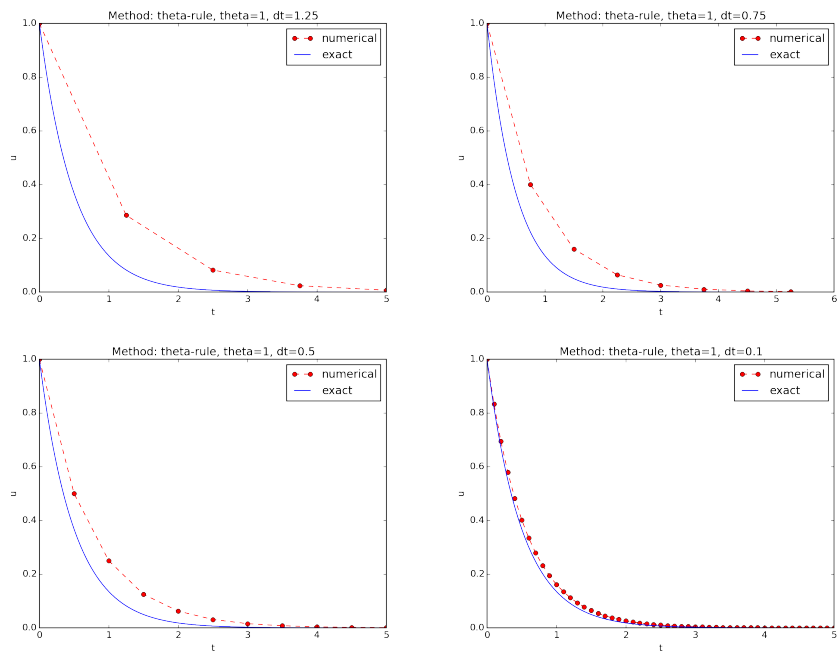 Method: theta-rule, theta=1, dt=1.25
numerical
exact
1.0
0.8
0.6
0.4
0.2
0.0
u
0 1 2 3 4 5
t
Method: theta-rule, theta=1, dt=0.75
numerical
exact
1.0
0.8
0.6
0.4
0.2
0.0
u
0 1 2 3 4 5 6
t
Method: theta-rule, theta=1, dt=0.5
numerical
exact
1.0
0.8
0.6
0.4
0.2
0.0
u
0 1 2 3 4 5
t
Method: theta-rule, theta=1, dt=0.1
numerical
exact
1.0
0.8
0.6
0.4
0.2
0.0
u
0 1 2 3 4 5
t